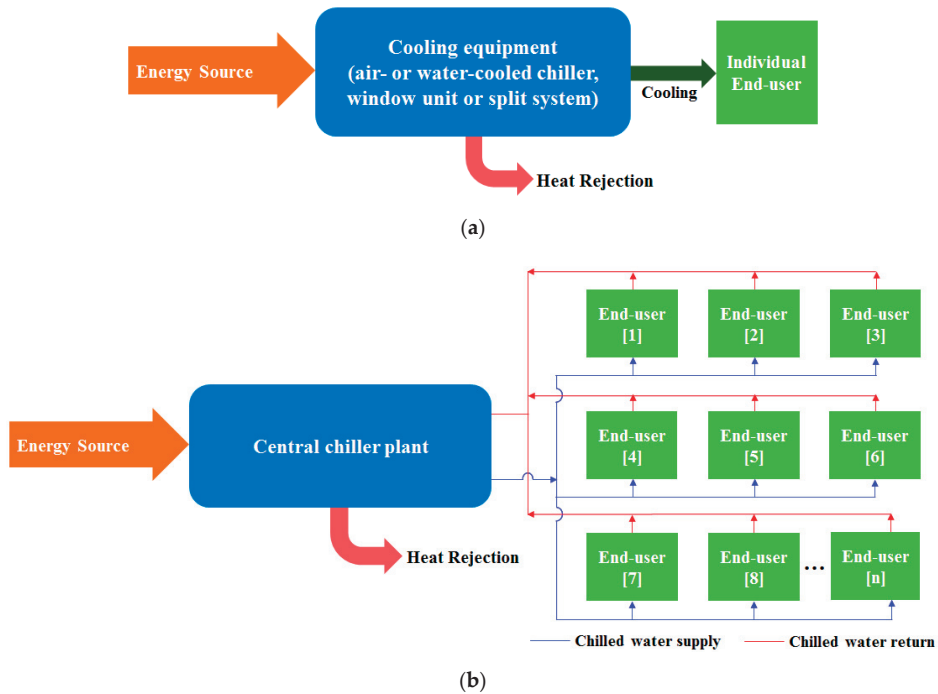 Energy Source
Cooling equipment
(air- or water-cooled chiller,
window unit or split system)
Cooling
Individual
End-user
Heat Rejection
(a)
End-user
[1]
End-user
[2]
End-user
[3]
Energy Source
Central chiller plant
End-user
[4]
End-user
[5]
End-user
[6]
Heat Rejection
End-user
[7]
End-user
[8]
...
End-user
[n]
Chilled water supply
Chilled water return
(b)